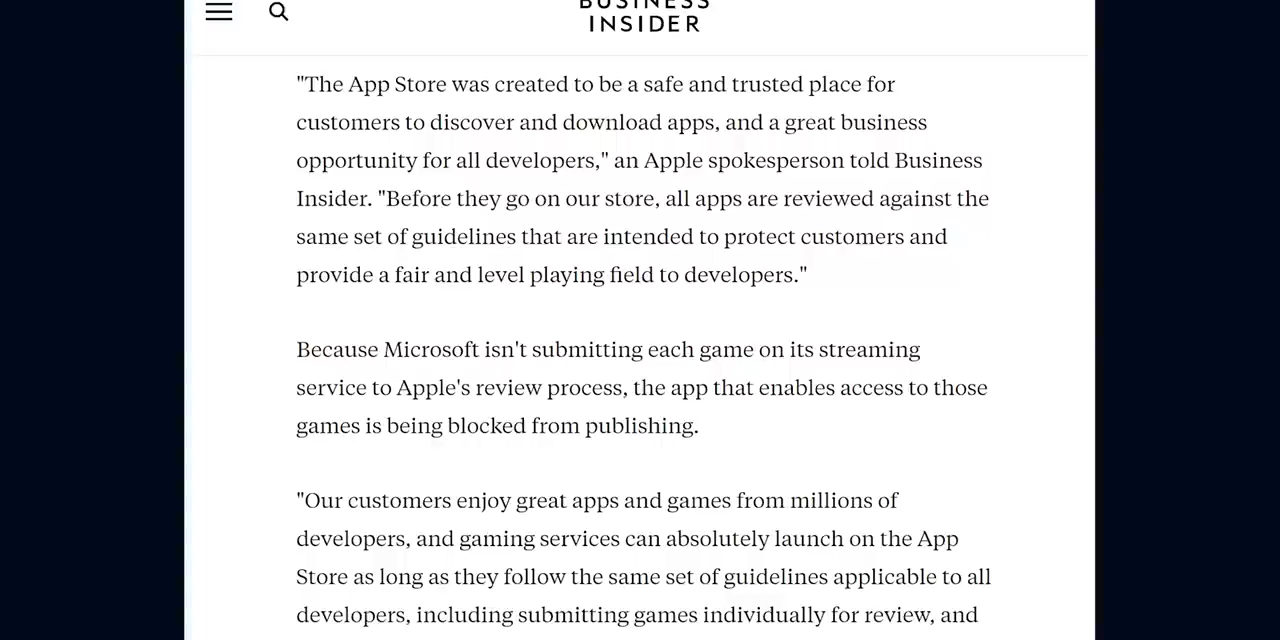 BUSINESS
INSIDER
"The App Store was created to be a safe and trusted place for
customers to discover and download apps, and a great business
opportunity for all developers," an Apple spokesperson told Business
Insider. "Before they go on our store, all apps are reviewed against the
same set of guidelines that are intended to protect customers and
provide a fair and level playing field to developers."
Because Microsoft isn't submitting each game on its streaming
service to Apple's review process, the app that enables access to those
games is being blocked from publishing.
"Our customers enjoy great apps and games from millions of
developers, and gaming services can absolutely launch on the App
Store as long as they follow the same set of guidelines applicable to all
developers, including submitting games individually for review, and